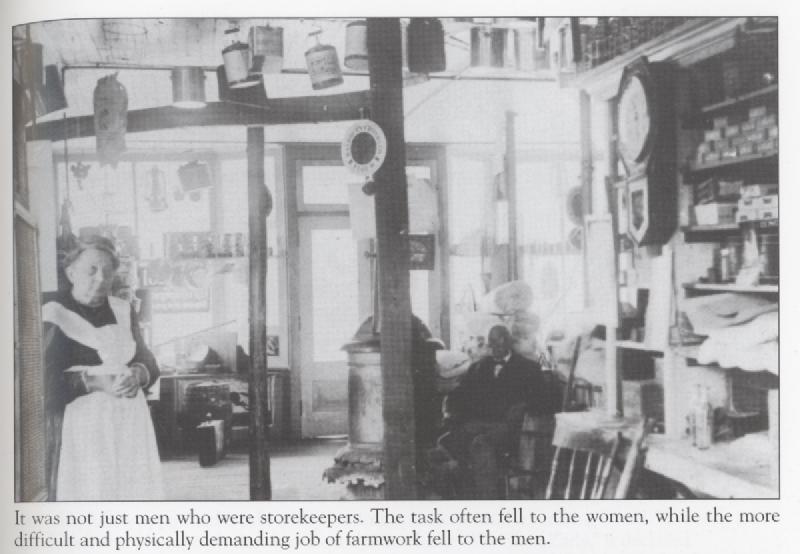 It was not just men who were storekeepers. The task often fell to the women, while the more
difficult and physically demanding job of farmwork fell to the men.